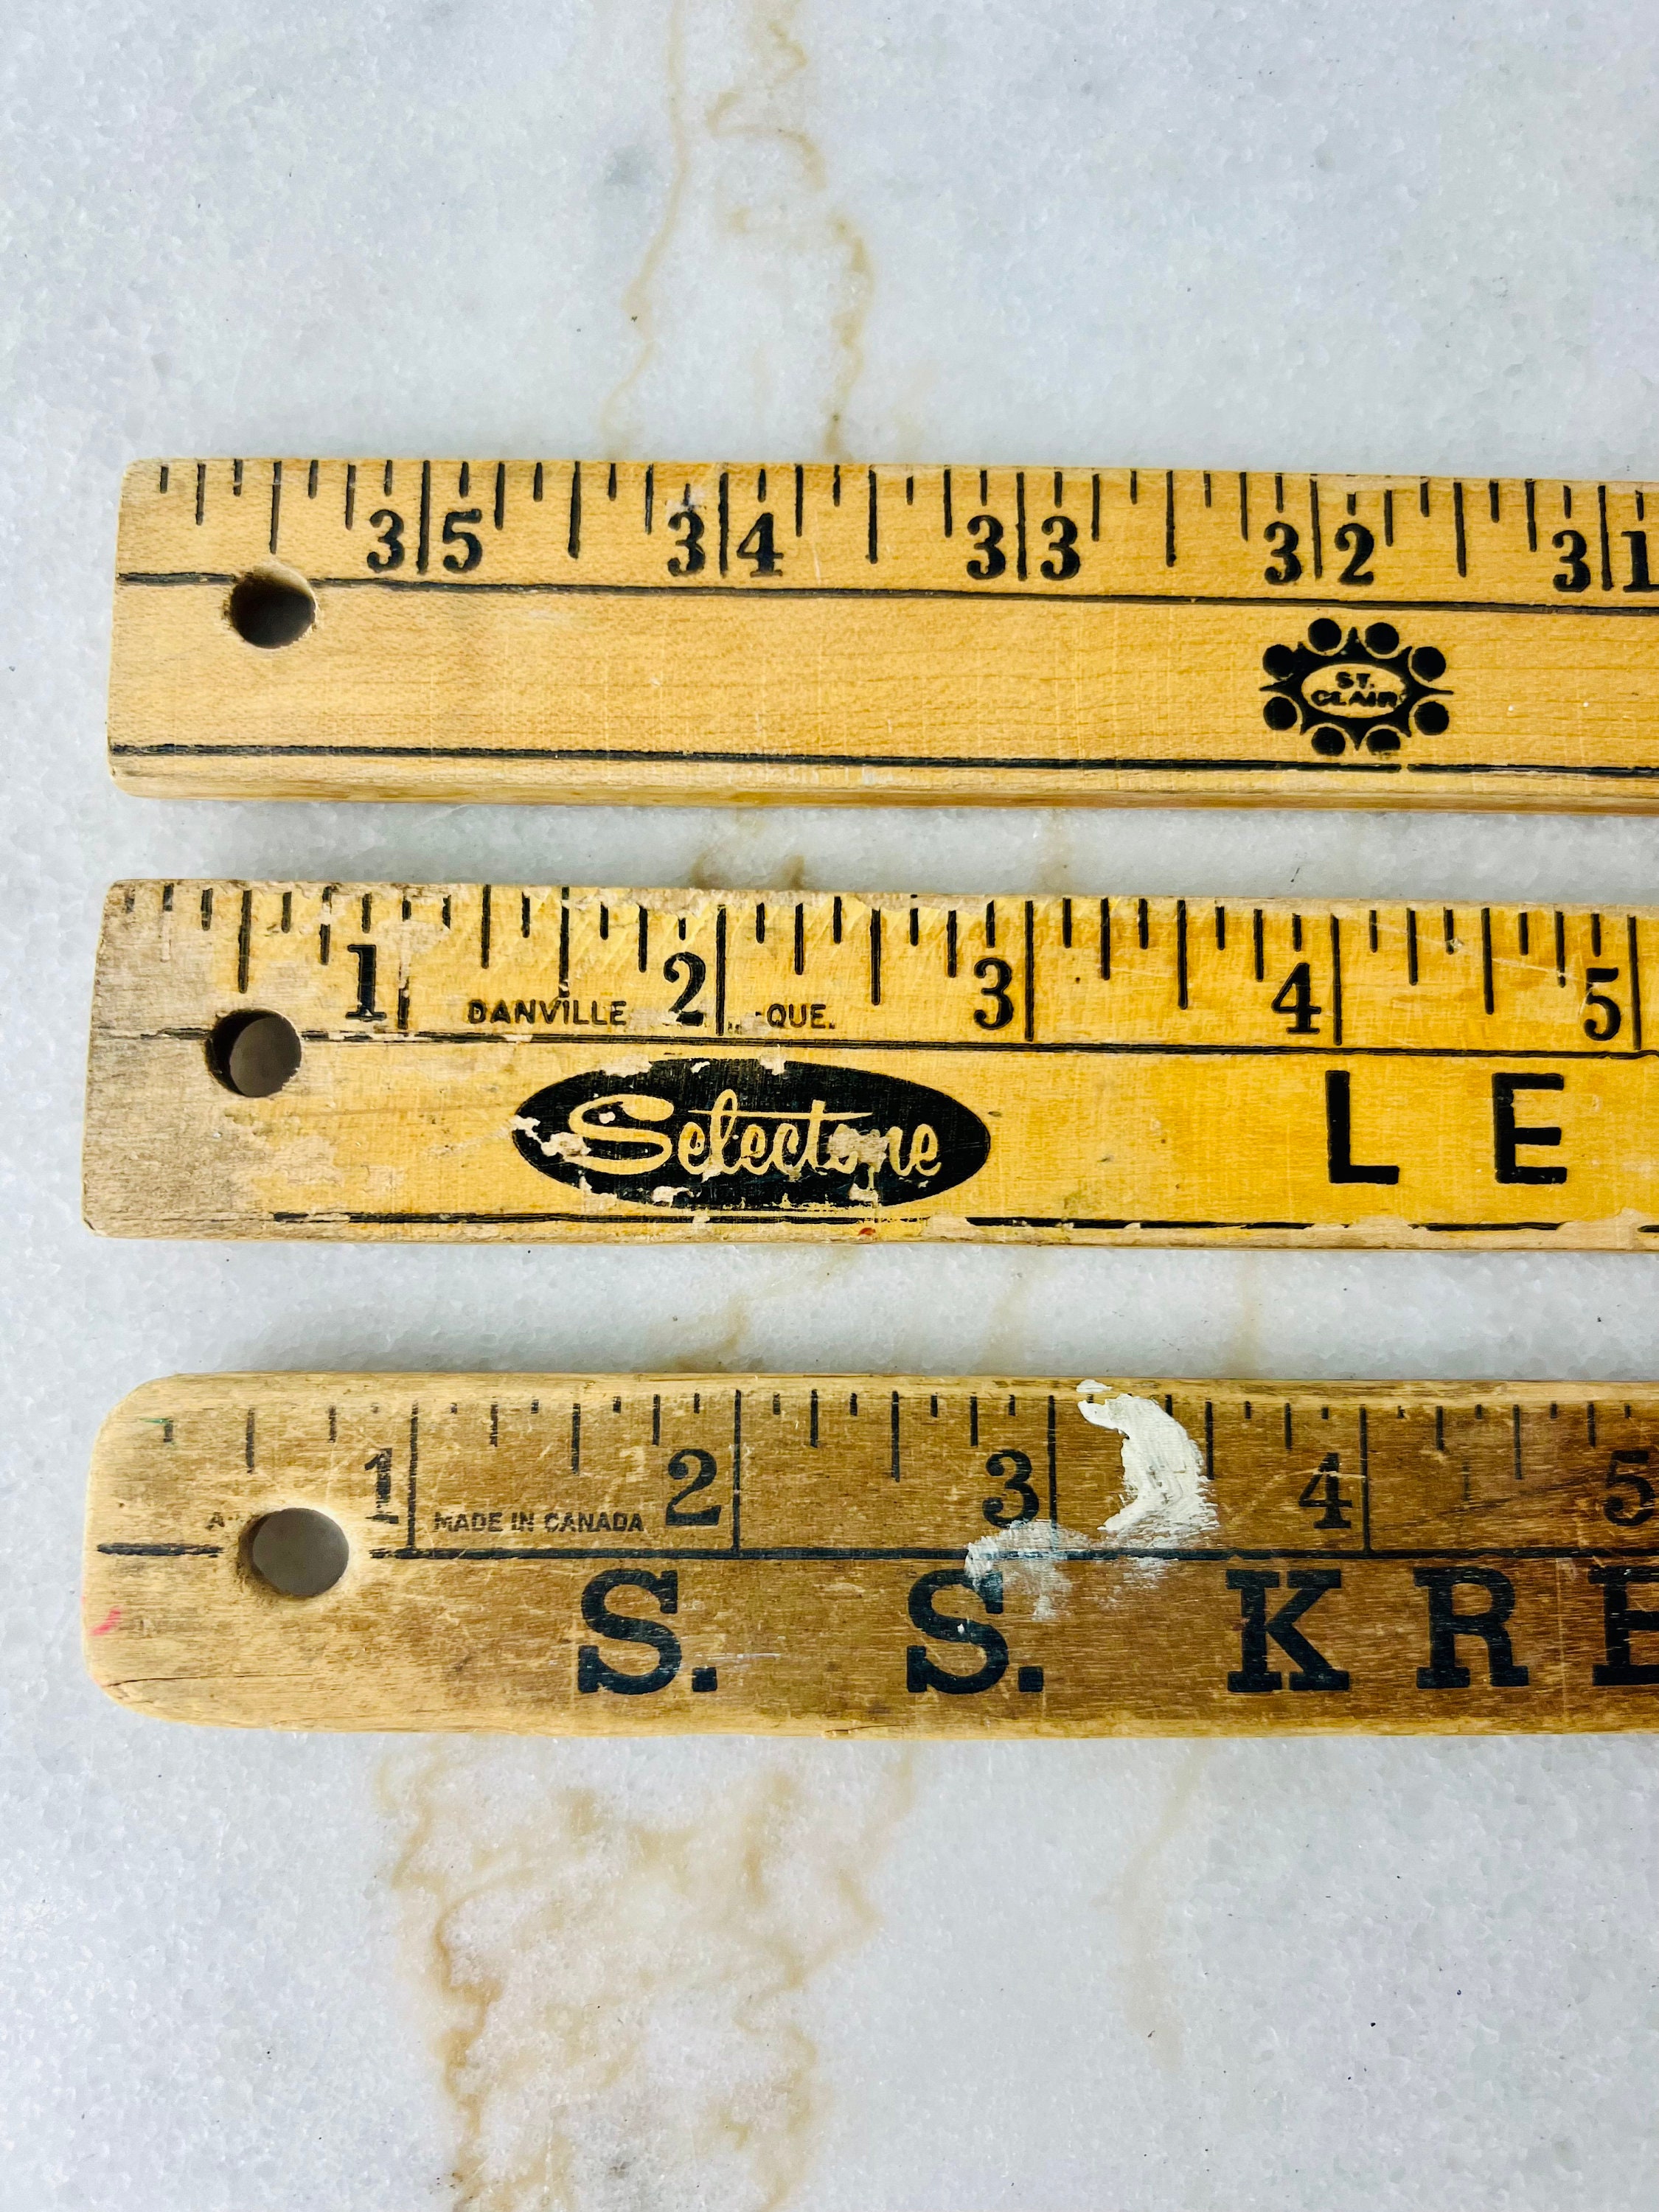 35 34 33 32 31
ST.
CLAIR
1 2 3 4 5
DANVILLE QUE.
Selectone
L E
1 2 3 4 5
MADE IN CANADA
S. S. KRE